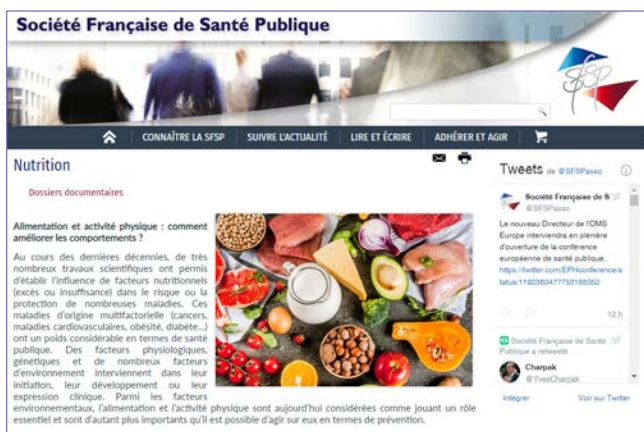 Société Française de Santé Publique
SFSP
CONNAÎTRE LA SFSP
SUIVRE L'ACTUALITÉ
LIRE ET ÉCRIRE
ADHÉRER ET AGIR
Nutrition
Dossiers documentaires
Alimentation et activité physique : comment
améliorer les comportements ?
Au cours des dernières décennies, de très
nombreux travaux scientifiques ont permis
d'établir l'influence de facteurs nutritionnels
(excès ou insuffisance) dans le risque ou la
protection de nombreuses maladies. Ces
maladies d'origine multifactorielle (cancers,
maladies cardiovasculaires, obésité, diabète...)
ont un poids considérable en termes de santé
publique. Des facteurs physiologiques,
génétiques et de nombreux facteurs
d'environnement interviennent dans leur
initiation, leur développement ou leur
expression clinique. Parmi les facteurs
environnementaux, l'alimentation et l'activité physique sont aujourd'hui considérées comme jouant un rôle
essentiel et sont d'autant plus importants qu'il est possible d'agir sur eux en termes de prévention.
Tweets de @SFSPasso
Société Française de S
@SFSPasso
Le nouveau Directeur de l'OMS
Europe interviendra en plénière
d'ouverture de la conférence
européenne de santé publique.
https://twitter.com/EPHconference/s
12 h
Société Française de Santé
Publique a retweeté
Charpak
@YvesCharpak
Intégrer
Voir sur Twitter